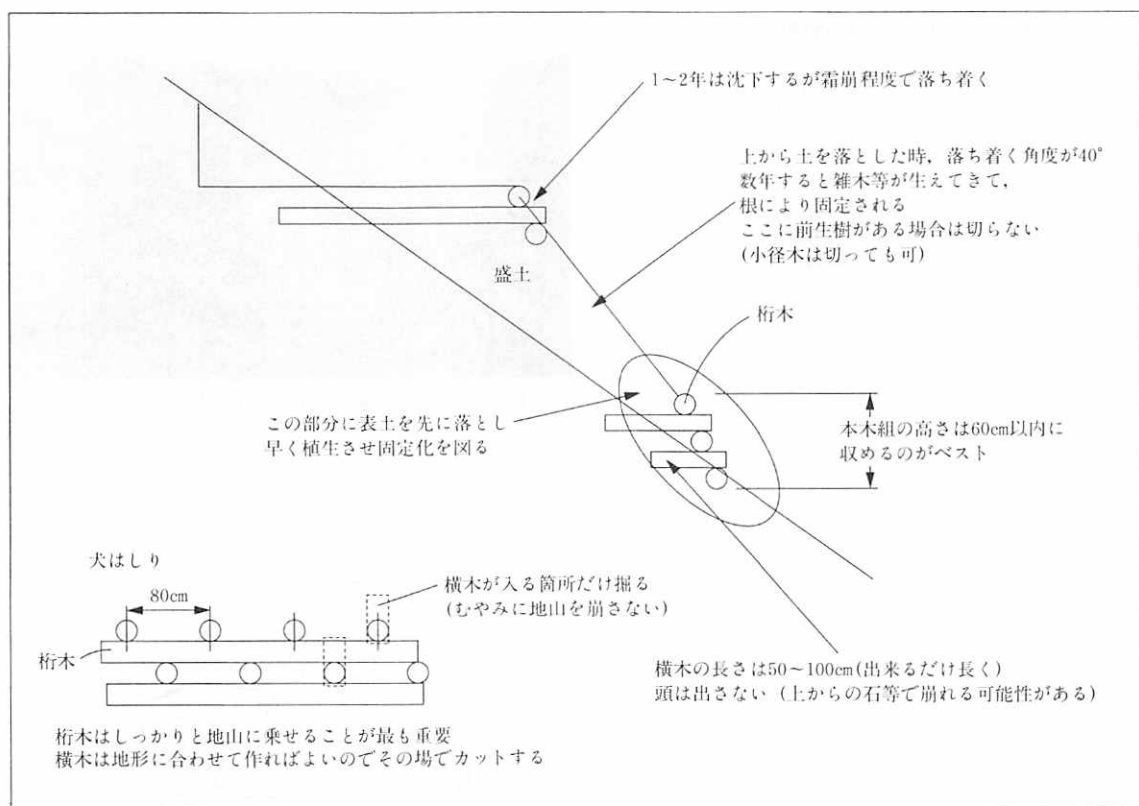 1~2年は沈下するが霜崩程度で落ち着く
上から土を落とした時，落ち着く角度が40°
数年すると雑木等が生えてきて，
根により固定される
ここに前生樹がある場合は切らない
(小径木は切っても可)
盛土
桁木
この部分に表土を先に落とし
早く植生させ固定化を図る
本木組の高さは60cm以内に
収めるのがベスト
犬はしり
80cm
横木が入る箇所だけ掘る
(むやみに地山を崩さない)
桁木
横木の長さは50~100cm(出来るだけ長く)
頭は出さない（上からの石等で崩れる可能性がある）
桁木はしっかりと地山に乗せることが最も重要
横木は地形に合わせて作ればよいのでその場でカットする